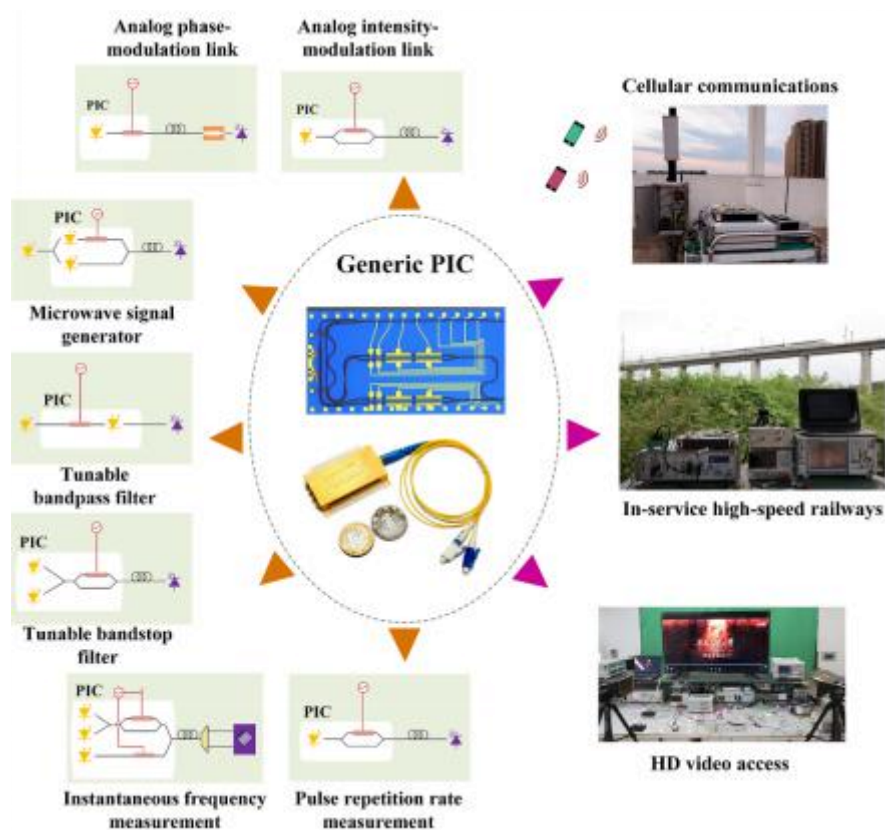 Analog phase-
modulation link
PIC
Analog intensity-
modulation link
PIC
Cellular communications
PIC
Microwave signal
generator
Generic PIC
PIC
Tunable
bandpass filter
In-service high-speed railways
PIC
Tunable bandstop
filter
PIC
Instantaneous frequency
measurement
PIC
Pulse repetition rate
measurement
HD video access